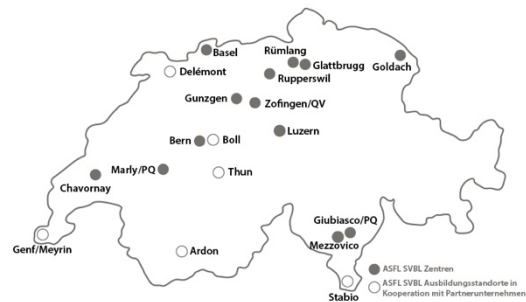 Basel
Rümlang
Glattbrugg
Goldach
Delémont
Rupperswil
Gunzgen
Zofingen/QV
Luzern
Bern
Boll
Marly/PQ
Thun
Chavornay
Giubiasco/PQ
Genf/Meyrin
Ardon
Mezzovico
Stabio
ASFL SVBL Zentren
ASFL SVBL Ausbildungsstandorte in
Kooperation mit Partnerunternehmen